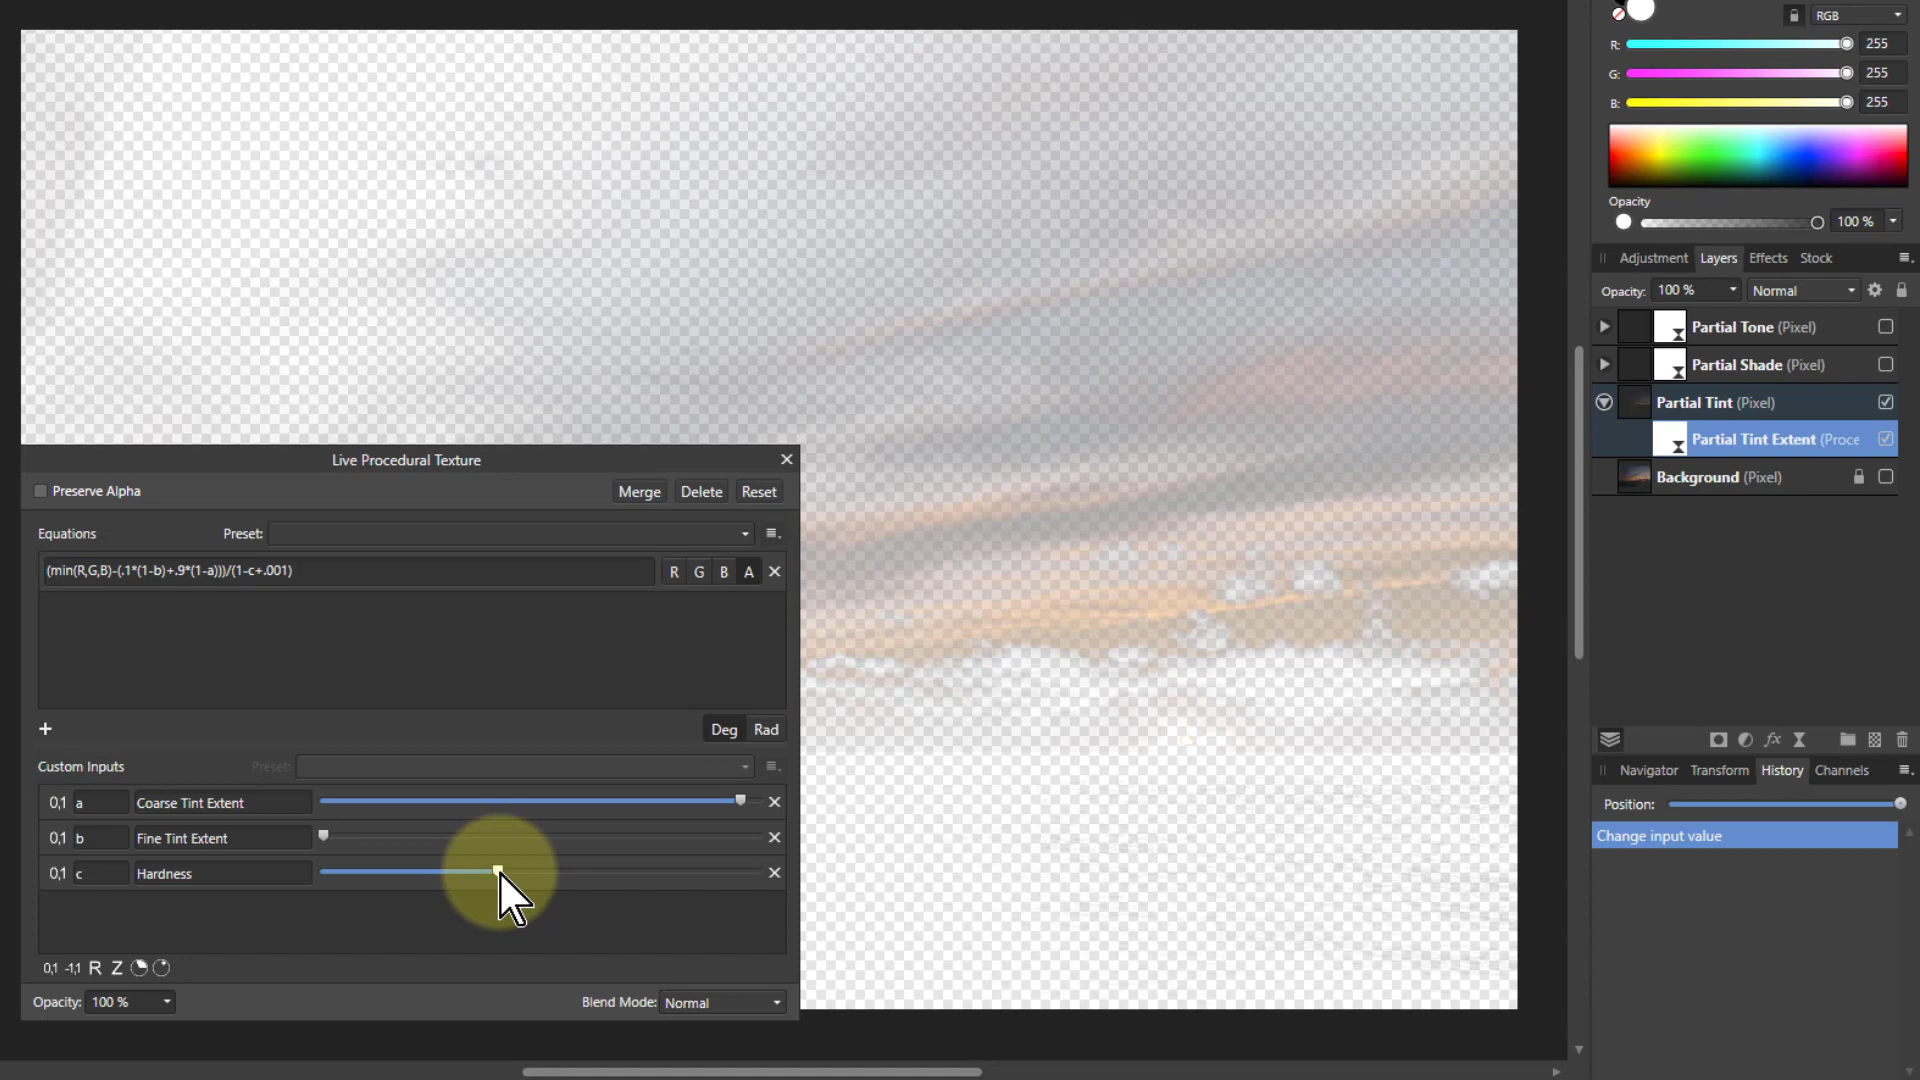 RGB
R: 255
G: 255
B: 255
Opacity
100 %
Adjustment Layers Effects Stock
Opacity: 100 % Normal
Partial Tone (Pixel)
Partial Shade (Pixel)
Partial Tint (Pixel)
Partial Tint Extent (Proce
Background (Pixel)
fx
Navigator Transform History Channels
Position:
Change input value
Live Procedural Texture
Preserve Alpha Merge Delete Reset
Equations Preset:
(min(R,G,B)-(.1*(1-b)+.9*(1-a)))/(1-c+.001) R G B A
Deg Rad
Custom Inputs Preset:
0,1 a Coarse Tint Extent
0,1 b Fine Tint Extent
0,1 c Hardness
0,1 -1,1 R Z
Opacity: 100 % Blend Mode: Normal